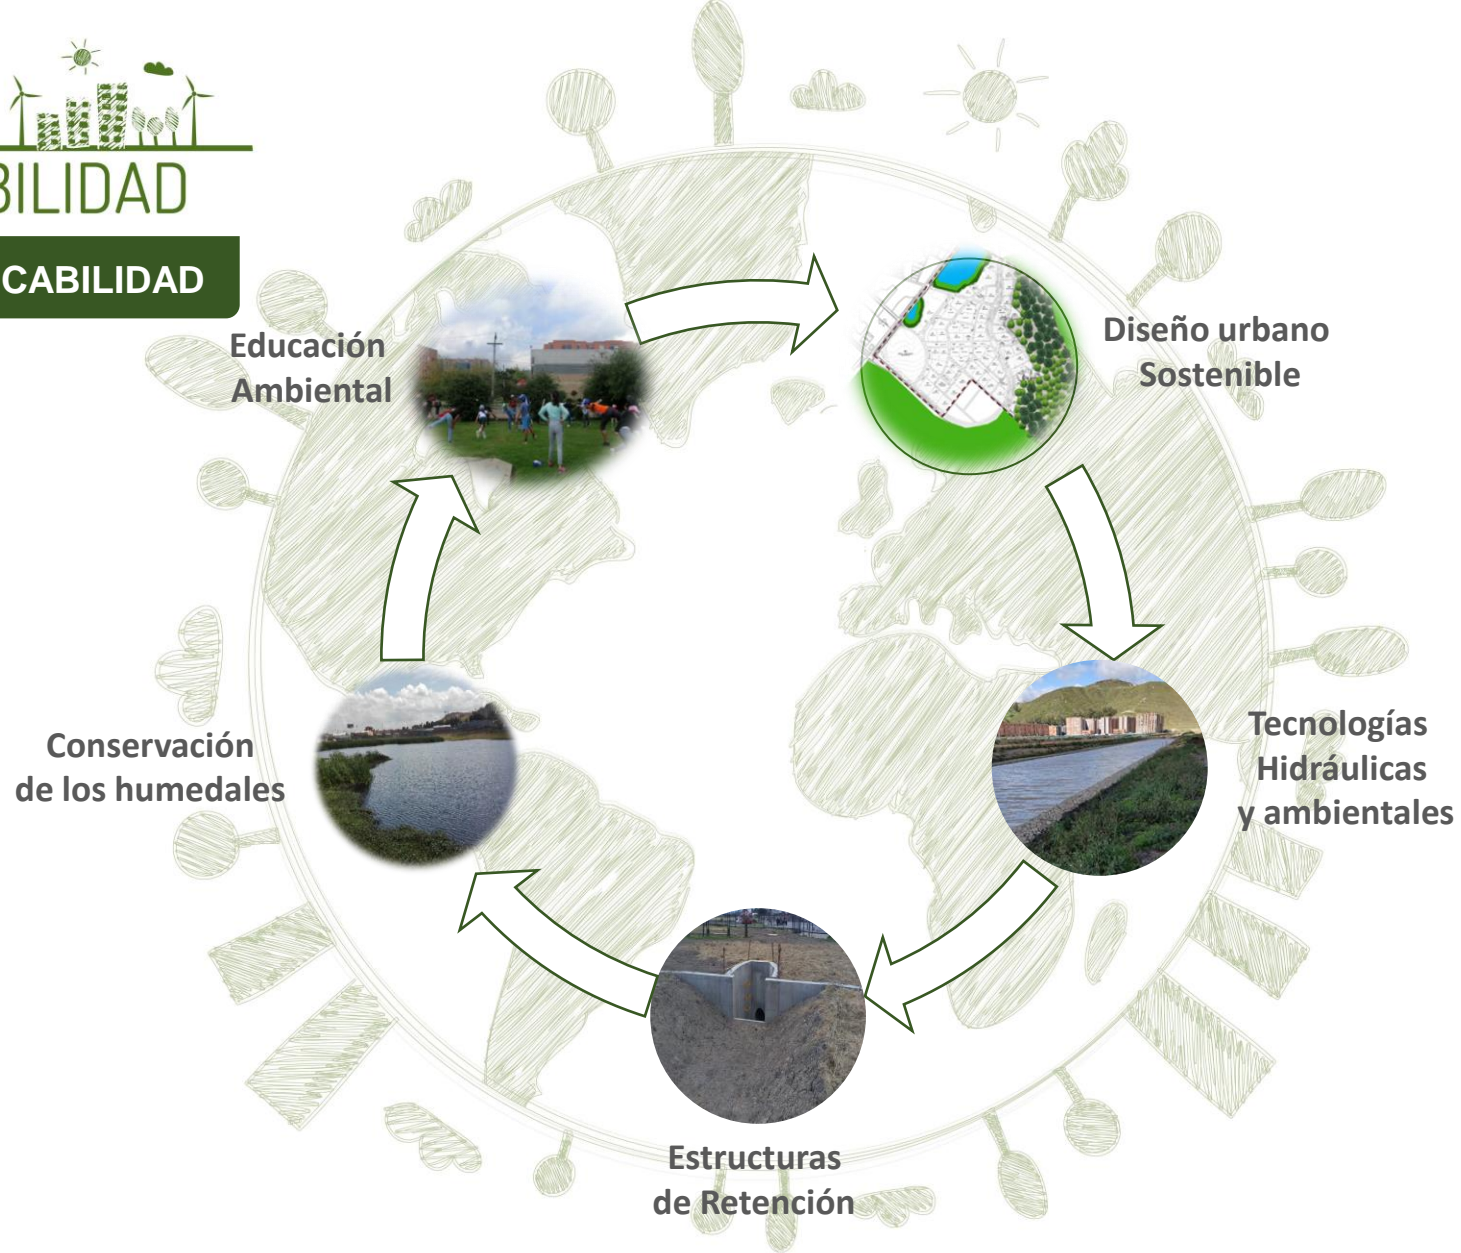 BILIDAD
CABILIDAD
Educación
Ambiental
Diseño urbano
Sostenible
Tecnologías
Hidráulicas
y ambientales
Conservación
de los humedales
Estructuras
de Retención